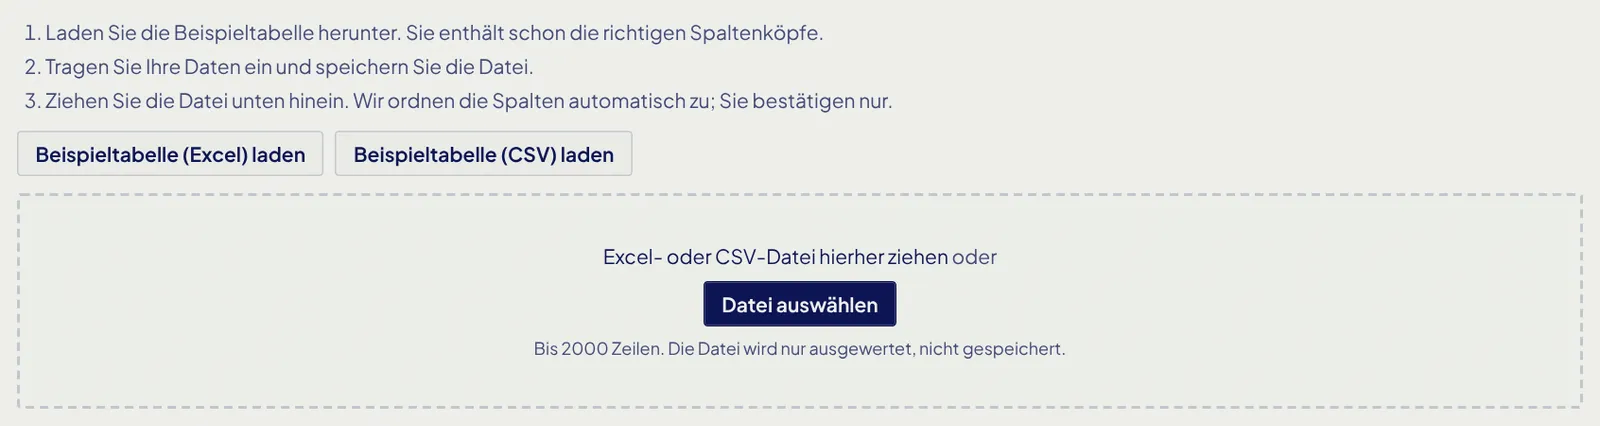 1. Laden Sie die Beispieltabelle herunter. Sie enthält schon die richtigen Spaltenköpfe.
2. Tragen Sie Ihre Daten ein und speichern Sie die Datei.
3. Ziehen Sie die Datei unten hinein. Wir ordnen die Spalten automatisch zu; Sie bestätigen nur.
Beispieltabelle (Excel) laden
Beispieltabelle (CSV) laden
Excel- oder CSV-Datei hierher ziehen oder
Datei auswählen
Bis 2000 Zeilen. Die Datei wird nur ausgewertet, nicht gespeichert.